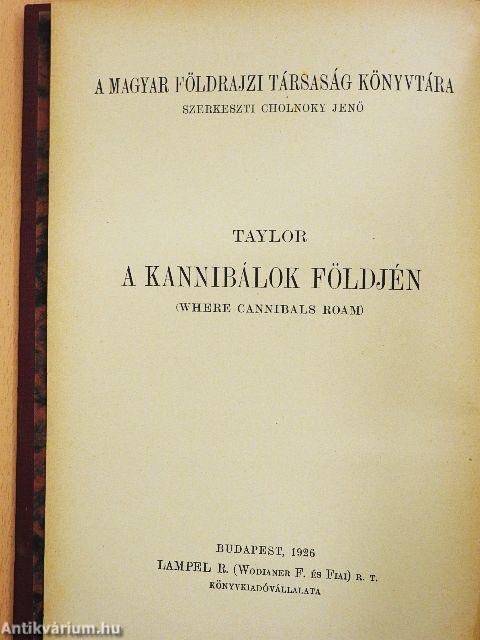 A MAGYAR FÖLDRAJZI TÁRSASÁG KÖNYVTÁRA
SZERKESZTI CHOLNOKY JENŐ
TAYLOR
A KANNIBÁLOK FÖLDJÉN
(WHERE CANNIBALS ROAM)
BUDAPEST, 1926
LAMPEL R. (WODIANER F. ÉS FIAI) R. T.
KÖNYVKIADÓVÁLLALATA
Antikvárium.hu